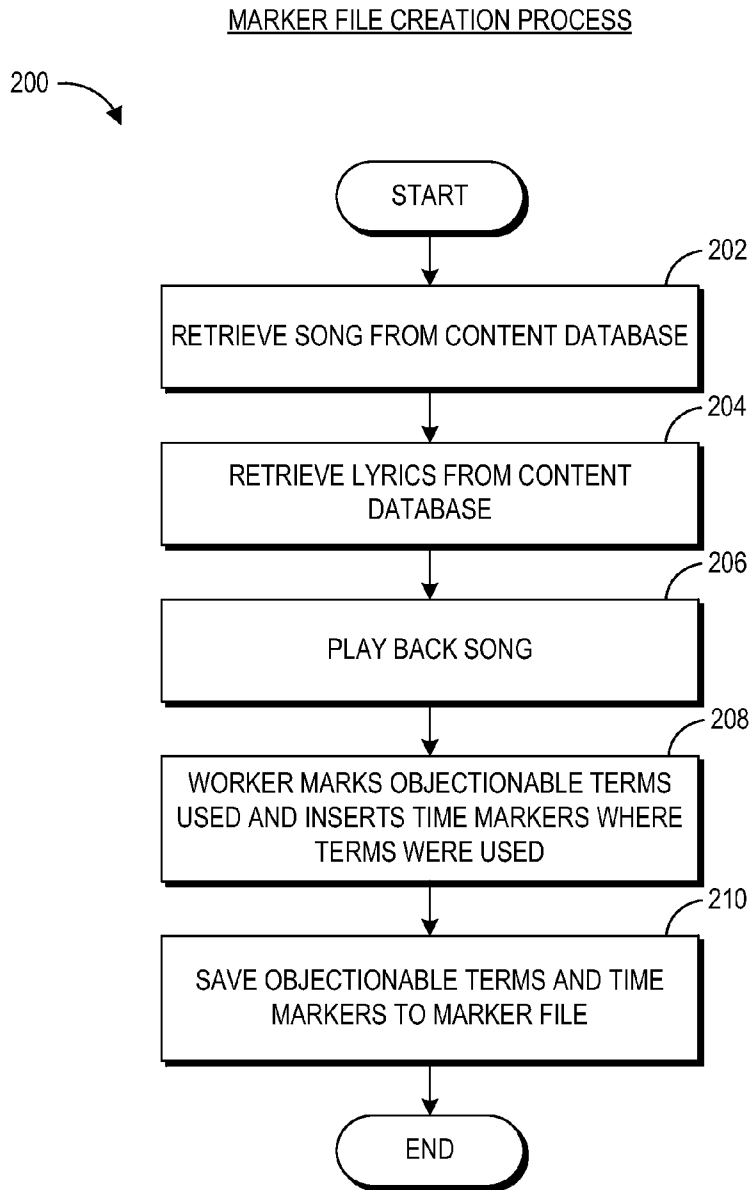 MARKER FILE CREATION PROCESS
200
START
202
RETRIEVE SONG FROM CONTENT DATABASE
204
RETRIEVE LYRICS FROM CONTENT
DATABASE
206
PLAY BACK SONG
208
WORKER MARKS OBJECTIONABLE TERMS
USED AND INSERTS TIME MARKERS WHERE
TERMS WERE USED
210
SAVE OBJECTIONABLE TERMS AND TIME
MARKERS TO MARKER FILE
END